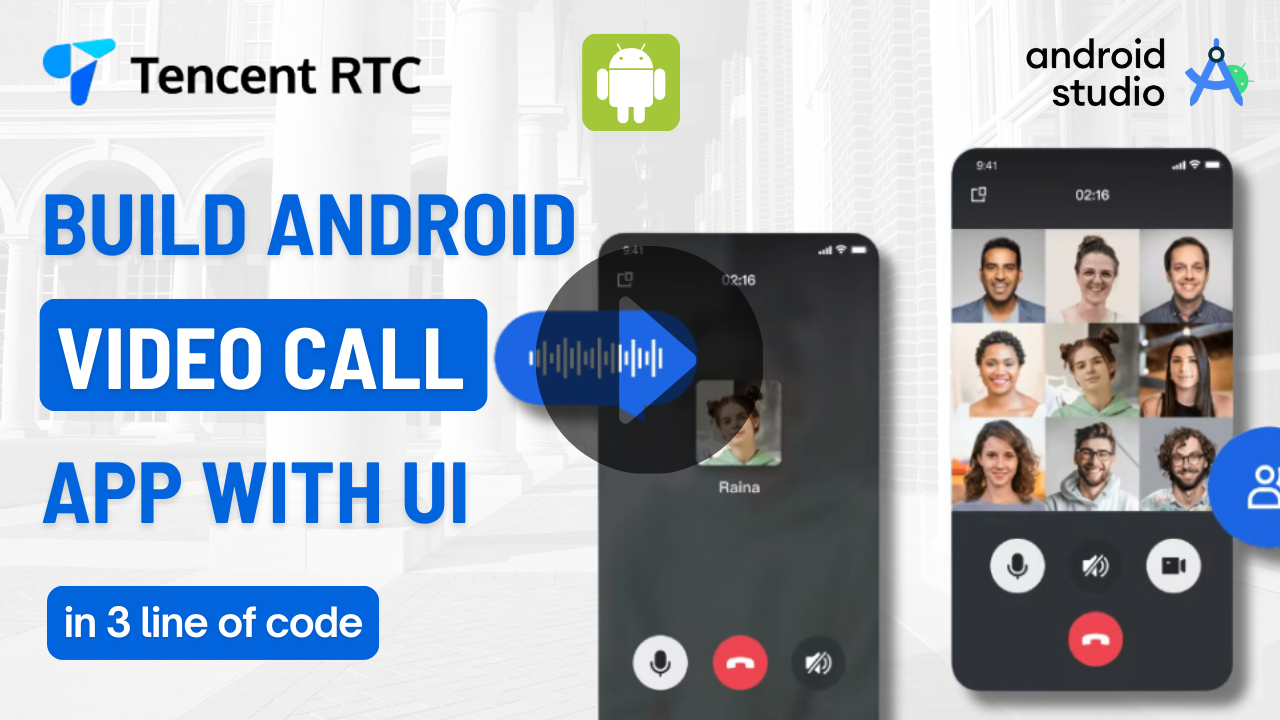 Tencent RTC
android
studio
BUILD ANDROID
VIDEO CALL
APP WITH UI
in 3 line of code
9:41
02:16
Raina
9:41
02:16